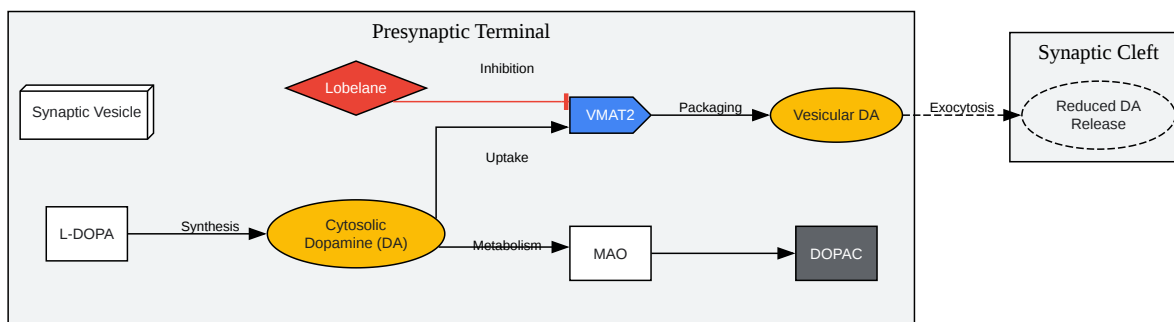 Presynaptic Terminal
Synaptic Cleft
Inhibition
Lobelane
Synaptic Vesicle
VMAT2
Packaging
Vesicular DA
Exocytosis
Reduced DA
Release
Uptake
L-DOPA
Synthesis
Cytosolic
Dopamine (DA)
Metabolism
MAO
DOPAC